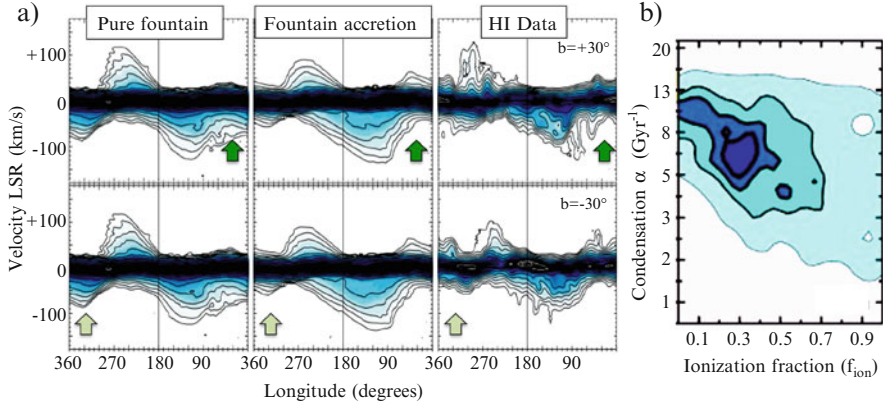 a)
Pure fountain
Fountain accretion
HI Data
b)
b=+30°
b=-30°
+100
0
-100
+100
0
-100
Velocity LSR (km/s)
360 270 180 90 360 270 180 90 360 270 180 90
Longitude (degrees)
20
13
8
5
3
2
1
Condensation α (Gyr-1)
0.1 0.3 0.5 0.7 0.9
Ionization fraction (fion)